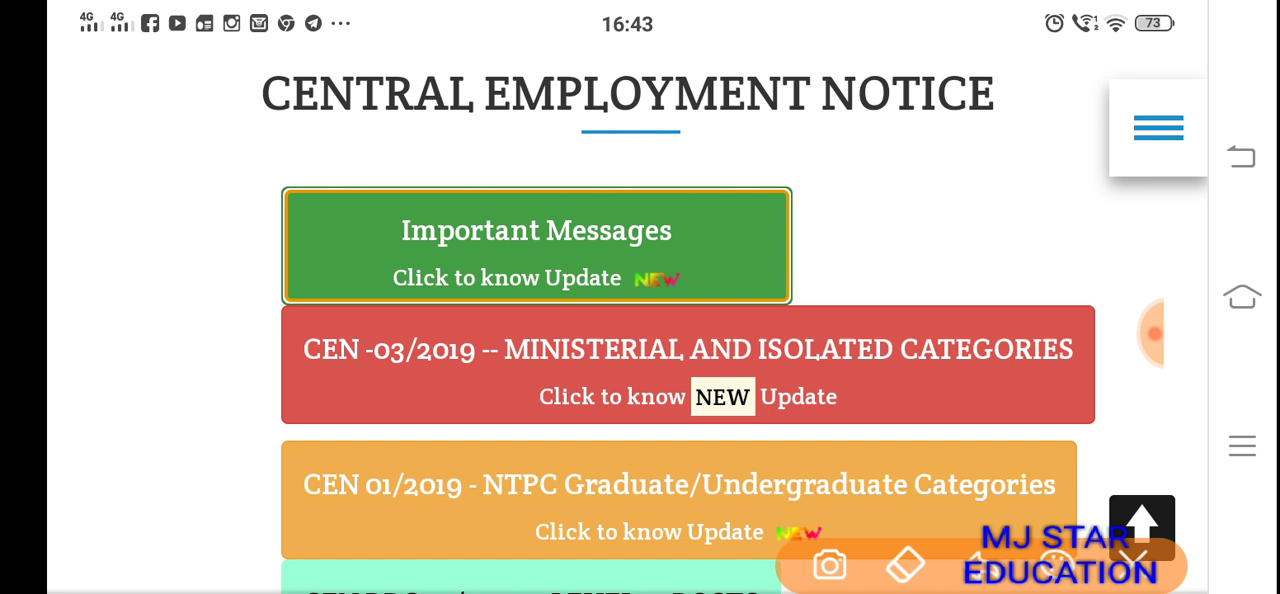 4G 4G 16:43 73
CENTRAL EMPLOYMENT NOTICE
Important Messages
Click to know Update NEW
CEN -03/2019 -- MINISTERIAL AND ISOLATED CATEGORIES
Click to know NEW Update
CEN 01/2019 - NTPC Graduate/Undergraduate Categories
Click to know Update NEW
MJ STAR
EDUCATION